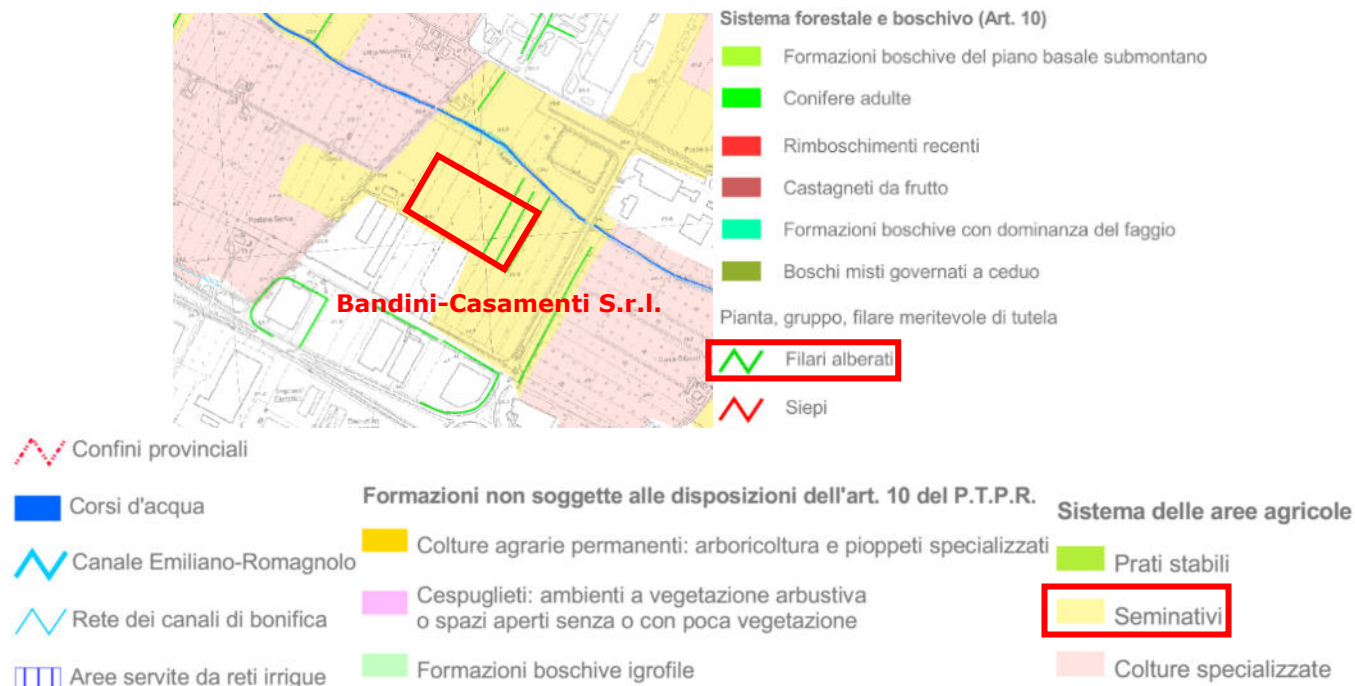 Sistema forestale e boschivo (Art. 10)
Formazioni boschive del piano basale submontano
Conifere adulte
Rimboschimenti recenti
Castagneti da frutto
Formazioni boschive con dominanza del faggio
Boschi misti governati a ceduo
Pianta, gruppo, filare meritevole di tutela
Filari alberati
Siepi
Bandini-Casamenti S.r.l.
Confini provinciali
Corsi d'acqua
Canale Emiliano-Romagnolo
Rete dei canali di bonifica
Aree servite da reti irrigue
Formazioni non soggette alle disposizioni dell'art. 10 del P.T.P.R.
Colture agrarie permanenti: arboricoltura e pioppeti specializzati
Cespuglieti: ambienti a vegetazione arbustiva
o spazi aperti senza o con poca vegetazione
Formazioni boschive igrofile
Sistema delle aree agricole
Prati stabili
Seminativi
Colture specializzate